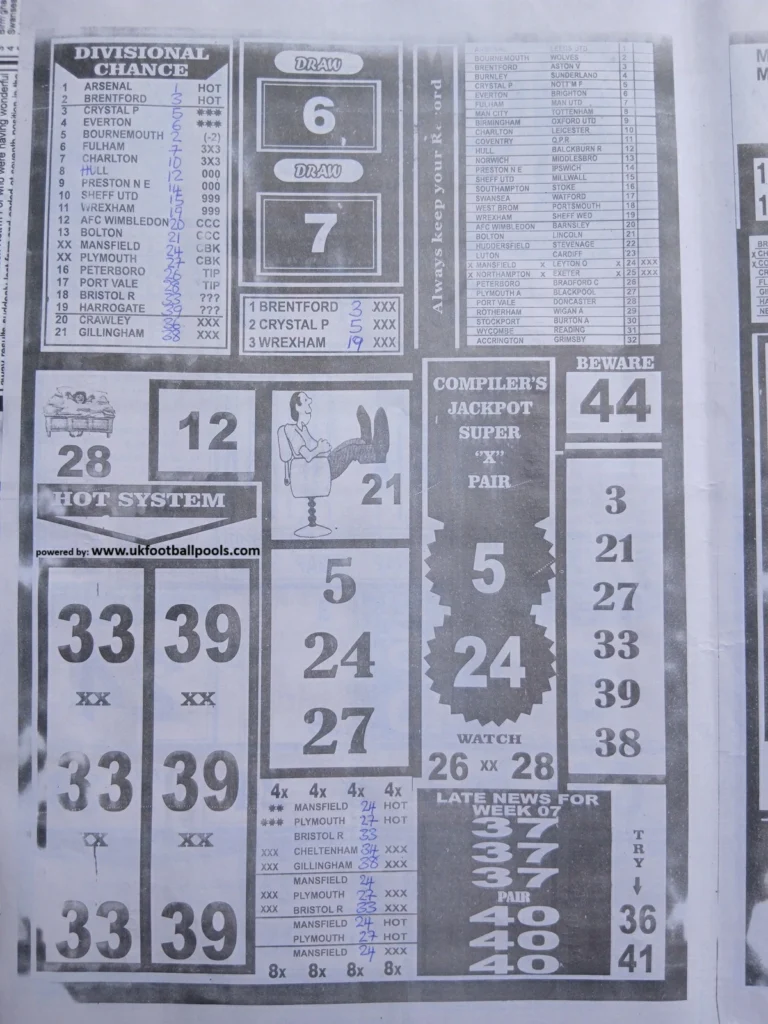 DIVISIONAL
CHANCE
1 ARSENAL 1 HOT
2 BRENTFORD 3 HOT
3 CRYSTAL P 5 ***
4 EVERTON 6 ***
5 BOURNEMOUTH 2 (-2)
6 FULHAM 7 3X3
7 CHARLTON 10 3X3
8 HULL 12 000
9 PRESTON N E 14 000
10 SHEFF UTD 15 999
11 WREXHAM 19 999
12 AFC WIMBLEDON 20 CCC
13 BOLTON 21 CCC
XX MANSFIELD 24 CBK
XX PLYMOUTH 27 CBK
16 PETERBORO 26 TIP
17 PORT VALE 28 TIP
18 BRISTOL R 33 ???
19 HARROGATE 39 ???
20 CRAWLEY 36 XXX
21 GILLINGHAM 38 XXX
DRAW
6
DRAW
7
1 BRENTFORD 3 XXX
2 CRYSTAL P 5 XXX
3 WREXHAM 19 XXX
Always keep your Record
BOURNEMOUTH WOLVES 2
BRENTFORD ASTON V 3
BURNLEY SUNDERLAND 4
CRYSTAL P NOTT'M F 5
EVERTON BRIGHTON 6
FULHAM MAN UTD 7
MAN CITY TOTTENHAM 8
BIRMINGHAM OXFORD UTD 9
CHARLTON LEICESTER 10
COVENTRY Q.P.R 11
HULL BALCKBURN R 12
NORWICH MIDDLESBRO 13
PRESTON N E IPSWICH 14
SHEFF UTD MILLWALL 15
SOUTHAMPTON STOKE 16
SWANSEA WATFORD 17
WEST BROM PORTSMOUTH 18
WREXHAM SHEFF WED 19
AFC WIMBLEDON BARNSLEY 20
BOLTON LINCOLN 21
HUDDERSFIELD STEVENAGE 22
LUTON CARDIFF 23
X MANSFIELD X LEYTON O X 24 XXX
X NORTHAMPTON X EXETER X 25 XXX
PETERSBORO BRADFORD C 26
PLYMOUTH A BLACKPOOL 27
PORT VALE DONCASTER 28
ROTHERHAM WIGAN A 29
STOCKPORT BURTON A 30
WYCOMBE READING 31
ACCRINGTON GRIMSBY 32
BEWARE
44
28
12
21
COMPILER'S
JACKPOT
SUPER
"X"
PAIR
5
24
WATCH
26 XX 28
3
21
27
33
39
38
HOT SYSTEM
powered by: www.ukfootballpools.com
33 39
XX XX
33 39
XX XX
33 39
5
24
27
4x 4x 4x 4x
** MANSFIELD 24 HOT
*** PLYMOUTH 27 HOT
BRISTOL R 33
XXX CHELTENHAM 34 XXX
XXX GILLINGHAM 38 XXX
MANSFIELD 24
XXX PLYMOUTH 27 XXX
XXX BRISTOL R 33 XXX
MANSFIELD 24 HOT
PLYMOUTH 27 HOT
MANSFIELD 24 XXX
8x 8x 8x 8x
LATE NEWS FOR
WEEK 07
37
37
37
PAIR
40
40
40
TRY
36
41